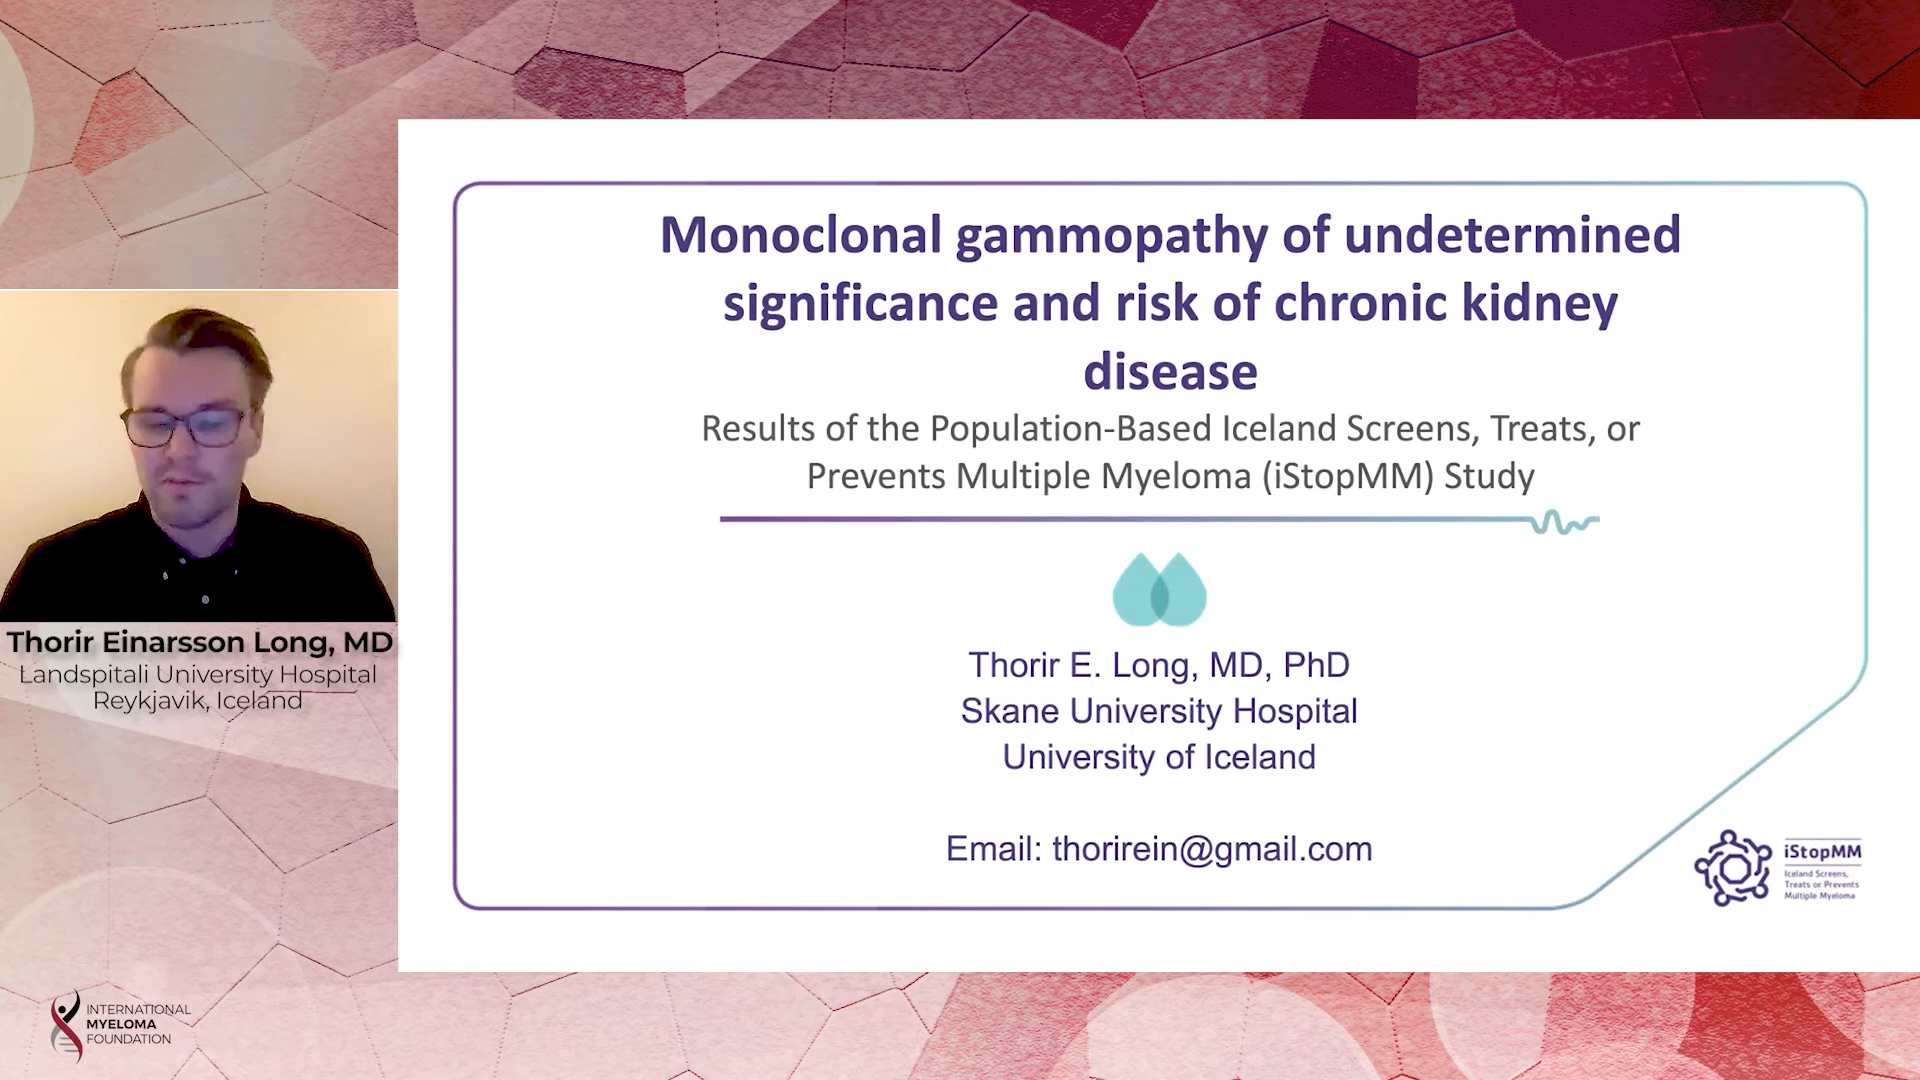 Monoclonal gammopathy of undetermined
significance and risk of chronic kidney
disease
Results of the Population-Based Iceland Screens, Treats, or
Prevents Multiple Myeloma (iStopMM) Study
Thorir E. Long, MD, PhD
Skane University Hospital
University of Iceland
Email: thorirein@gmail.com
iStopMM
Iceland Screens,
Treats or Prevents
Multiple Myeloma
Thorir Einarsson Long, MD
Landspitali University Hospital
Reykjavik, Iceland
INTERNATIONAL
MYELOMA
FOUNDATION